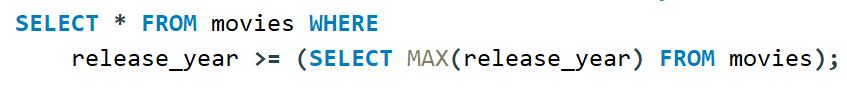 SELECT * FROM movies WHERE
release_year >= (SELECT MAX(release_year) FROM movies);